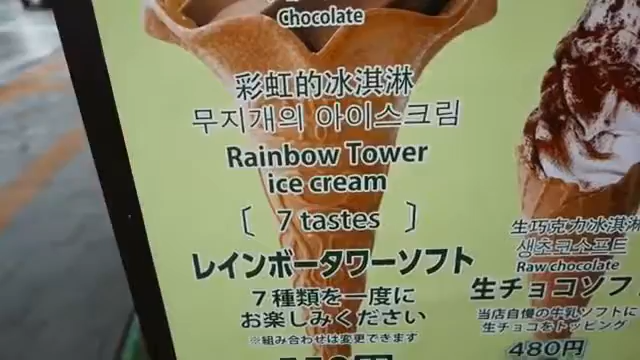 Chocolate
彩虹的冰淇淋
무지개의 아이스크림
Rainbow Tower
ice cream
〔 7 tastes 〕
レインボータワーソフト
7種類を一度に
お楽しみください
※組み合わせは変更できます
生巧克力冰淇淋
생초코소프트
Raw chocolate
生チョコソフ
当店自慢の牛乳ソフトに
生チョコをトッピング
480円